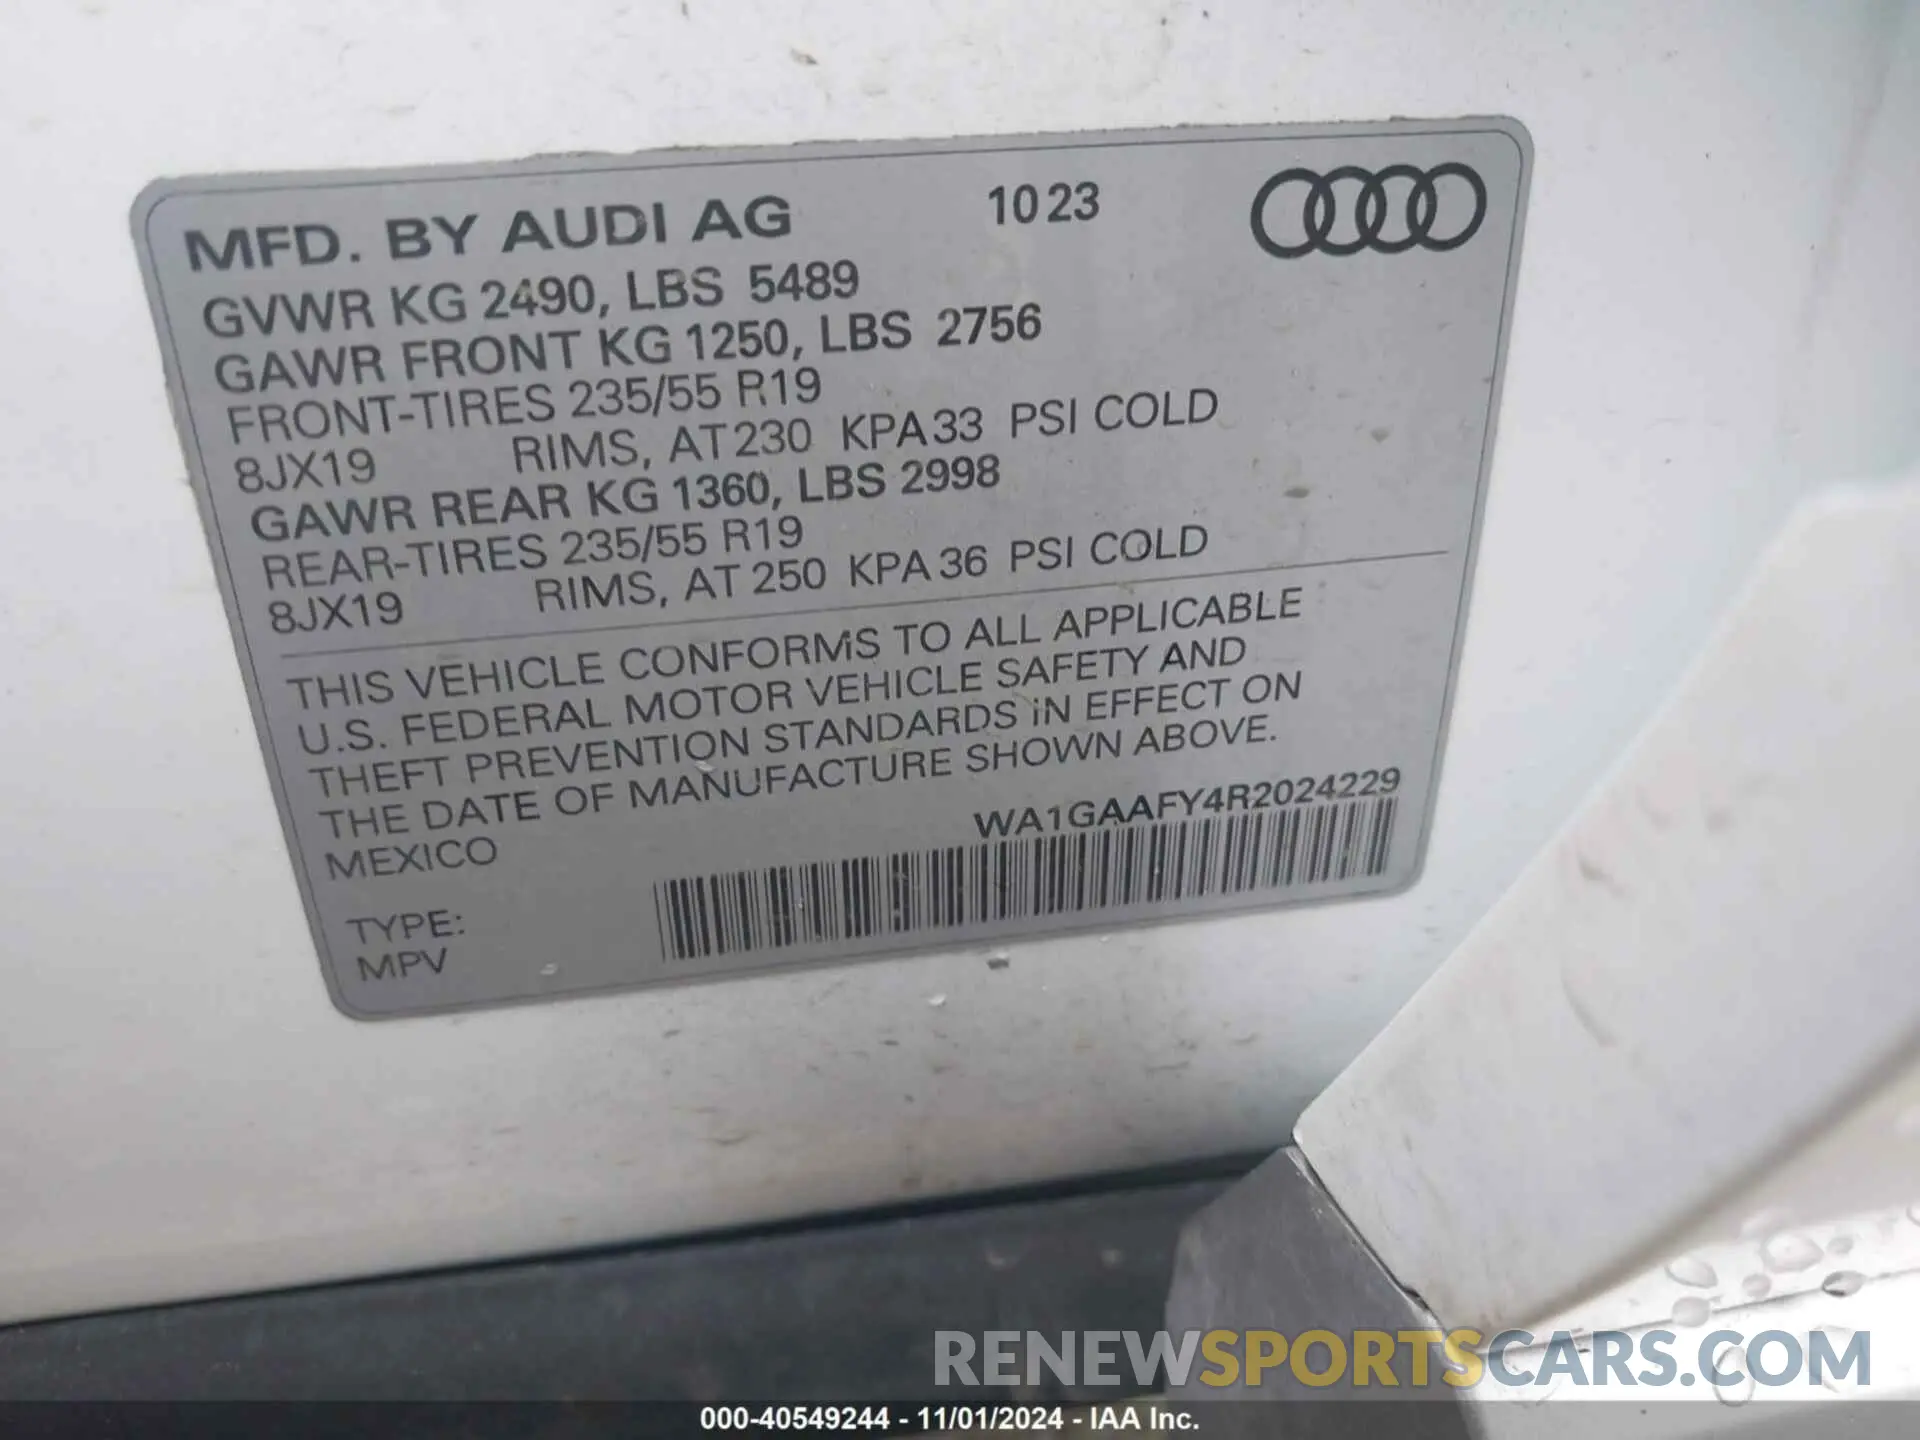 MFD. BY AUDI AG 10 23
GVWR KG 2490, LBS 5489
GAWR FRONT KG 1250, LBS 2756
FRONT-TIRES 235/55 R19
8JX19 RIMS, AT 230 KPA 33 PSI COLD
GAWR REAR KG 1360, LBS 2998
REAR-TIRES 235/55 R19
8JX19 RIMS, AT 250 KPA 36 PSI COLD
THIS VEHICLE CONFORMS TO ALL APPLICABLE
U.S. FEDERAL MOTOR VEHICLE SAFETY AND
THEFT PREVENTION STANDARDS IN EFFECT ON
THE DATE OF MANUFACTURE SHOWN ABOVE.
MEXICO WA1GAAFY4R2024229
TYPE:
MPV
RENEWSPORTSCARS.COM
000-40549244 - 11/01/2024 - IAA Inc.